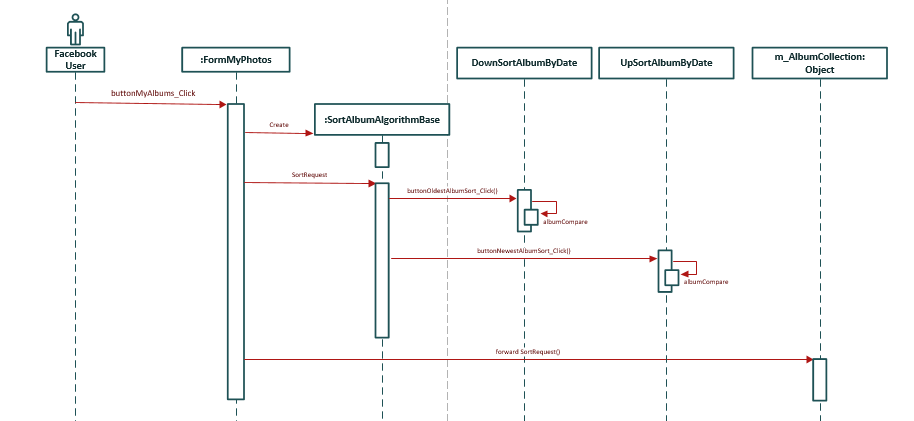 Facebook
User
:FormMyPhotos
DownSortAlbumByDate
UpSortAlbumByDate
m_AlbumCollection:
Object
buttonMyAlbums_Click
:SortAlbumAlgorithmBase
Create
SortRequest
buttonOldestAlbumSort_Click()
albumCompare
buttonNewestAlbumSort_Click()
albumCompare
forward SortRequest()